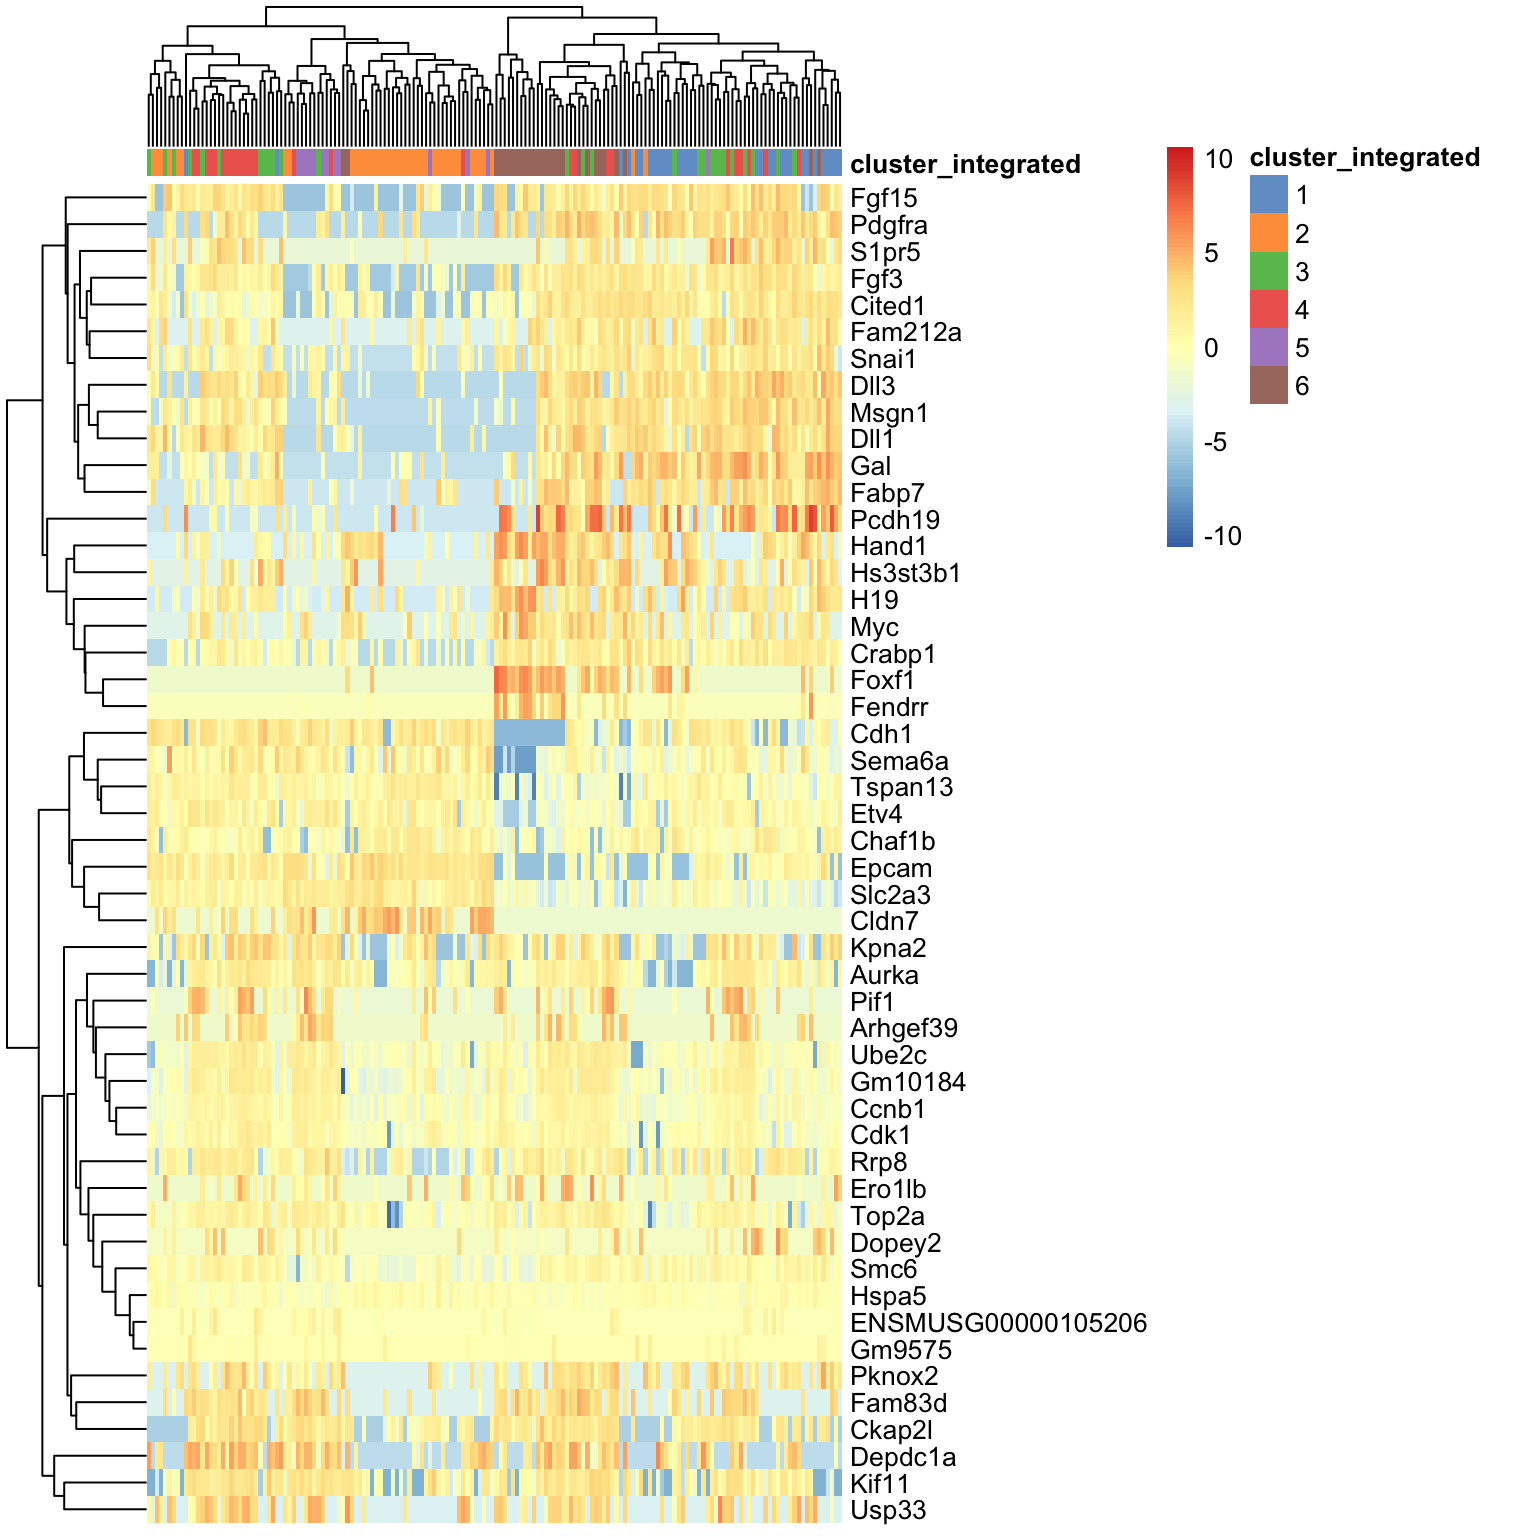 cluster_integrated
Fgf15
Pdgfra
S1pr5
Fgf3
Cited1
Fam212a
Snai1
Dll3
Msgn1
Dll1
Gal
Fabp7
Pcdh19
Hand1
Hs3st3b1
H19
Myc
Crabp1
Foxf1
Fendrr
Cdh1
Sema6a
Tspan13
Etv4
Chaf1b
Epcam
Slc2a3
Cldn7
Kpna2
Aurka
Pif1
Arhgef39
Ube2c
Gm10184
Ccnb1
Cdk1
Rrp8
Ero1lb
Top2a
Dopey2
Smc6
Hspa5
ENSMUSG00000105206
Gm9575
Pknox2
Fam83d
Ckap2l
Depdc1a
Kif11
Usp33
10
5
0
-5
-10
cluster_integrated
1
2
3
4
5
6